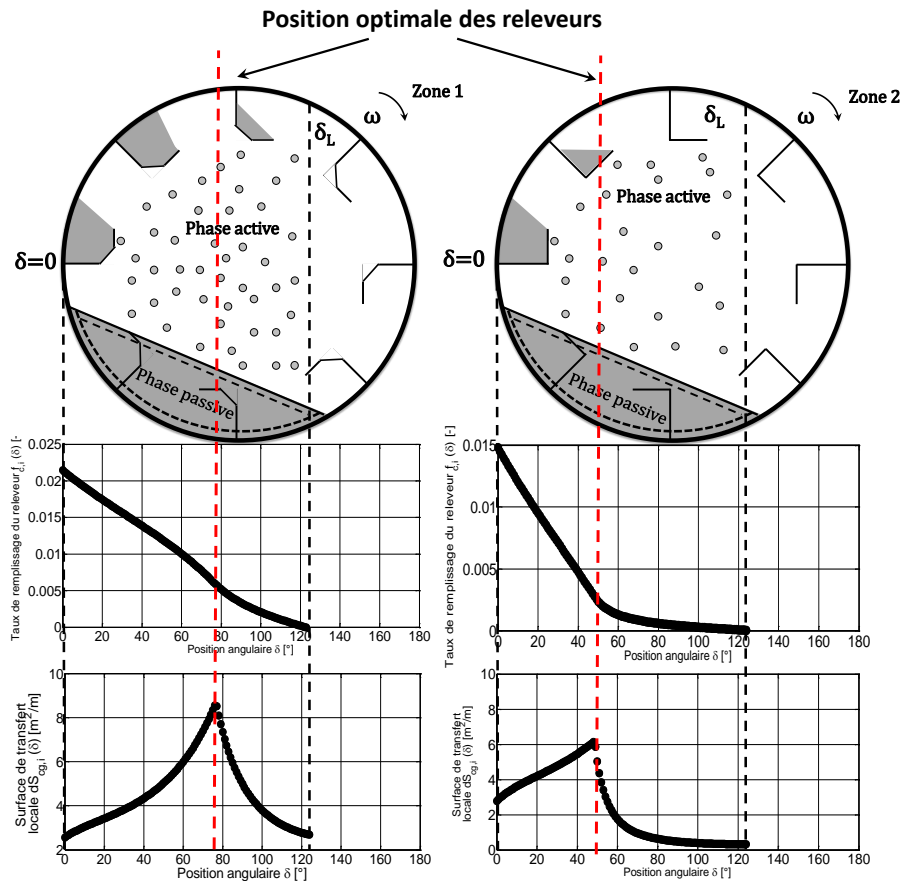 Position optimale des releveurs
Zone 1
ω
δL
Phase active
δ=0
Phase passive
Zone 2
ω
δL
Phase active
δ=0
Phase passive
Taux de remplissage du releveur fc,i (δ) [-]
0.025
0.02
0.015
0.01
0.005
0
0 20 40 60 80 100 120 140 160 180
Position angulaire δ [°]
Taux de remplissage du releveur fc,i (δ) [-]
0.015
0.01
0.005
0
0 20 40 60 80 100 120 140 160 180
Position angulaire δ [°]
Surface de transfert
locale dScg,i (δ) [m²/m]
10
8
6
4
2
0 20 40 60 80 100 120 140 160 180
Position angulaire δ [°]
Surface de transfert
locale dScg,i (δ) [m²/m]
10
8
6
4
2
0
0 20 40 60 80 100 120 140 160 180
Position angulaire δ [°]